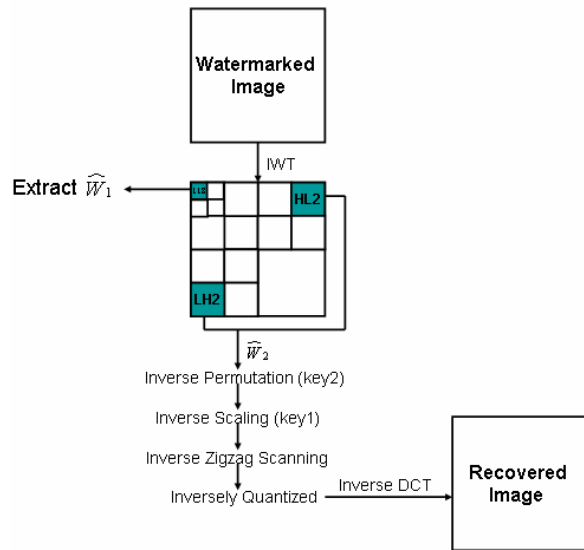 Watermarked
Image
IWT
Extract Ŵ₁
LL3
HL2
LH2
Ŵ₂
Inverse Permutation (key2)
Inverse Scaling (key1)
Inverse Zigzag Scanning
Inversely Quantized
Inverse DCT
Recovered
Image